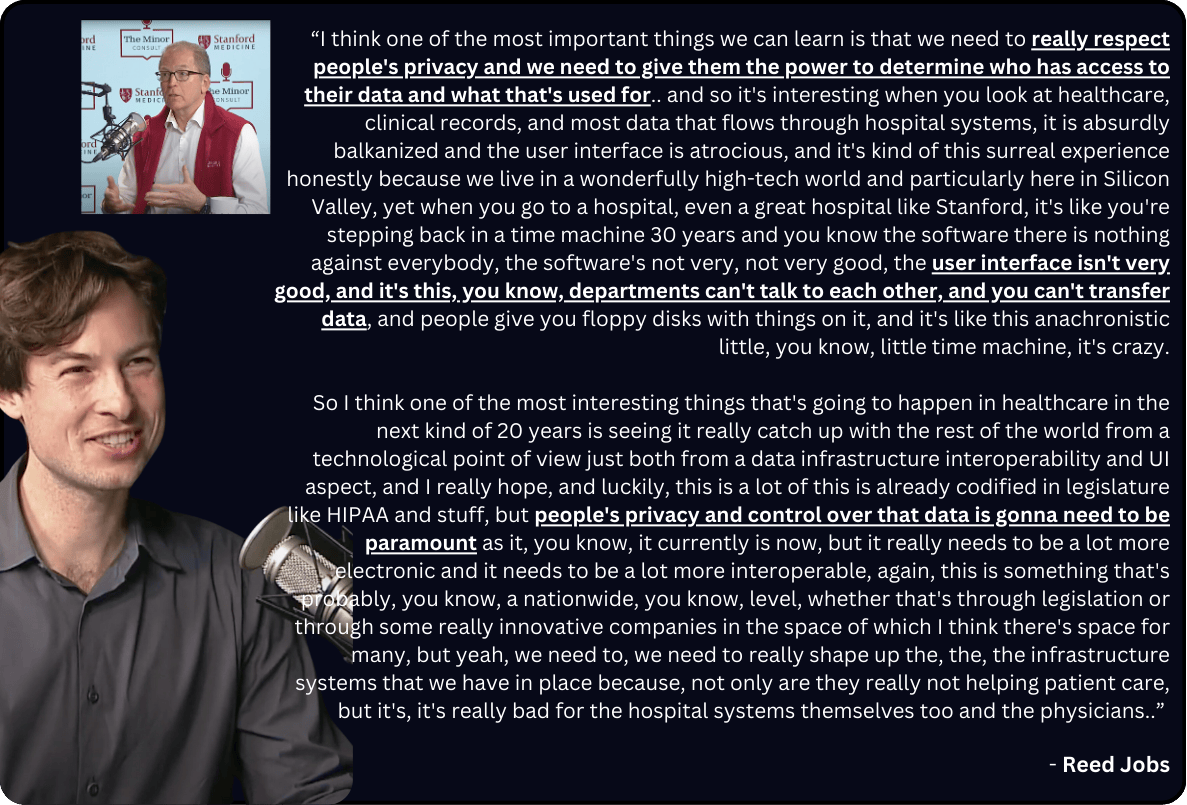 The Minor
CONSULT
Stanford
MEDICINE
“I think one of the most important things we can learn is that we need to really respect
people's privacy and we need to give them the power to determine who has access to
their data and what that's used for.. and so it's interesting when you look at healthcare,
clinical records, and most data that flows through hospital systems, it is absurdly
balkanized and the user interface is atrocious, and it's kind of this surreal experience
honestly because we live in a wonderfully high-tech world and particularly here in Silicon
Valley, yet when you go to a hospital, even a great hospital like Stanford, it's like you're
stepping back in a time machine 30 years and you know the software there is nothing
against everybody, the software's not very, not very good, the user interface isn't very
good, and it's this, you know, departments can't talk to each other, and you can't transfer
data, and people give you floppy disks with things on it, and it's like this anachronistic
little, you know, little time machine, it's crazy.
So I think one of the most interesting things that's going to happen in healthcare in the
next kind of 20 years is seeing it really catch up with the rest of the world from a
technological point of view just both from a data infrastructure interoperability and UI
aspect, and I really hope, and luckily, this is a lot of this is already codified in legislature
like HIPAA and stuff, but people's privacy and control over that data is gonna need to be
paramount as it, you know, it currently is now, but it really needs to be a lot more
electronic and it needs to be a lot more interoperable, again, this is something that's
probably, you know, a nationwide, you know, level, whether that's through legislation or
through some really innovative companies in the space of which I think there's space for
many, but yeah, we need to, we need to really shape up the, the, the infrastructure
systems that we have in place because, not only are they really not helping patient care,
but it's, it's really bad for the hospital systems themselves too and the physicians..”
- Reed Jobs